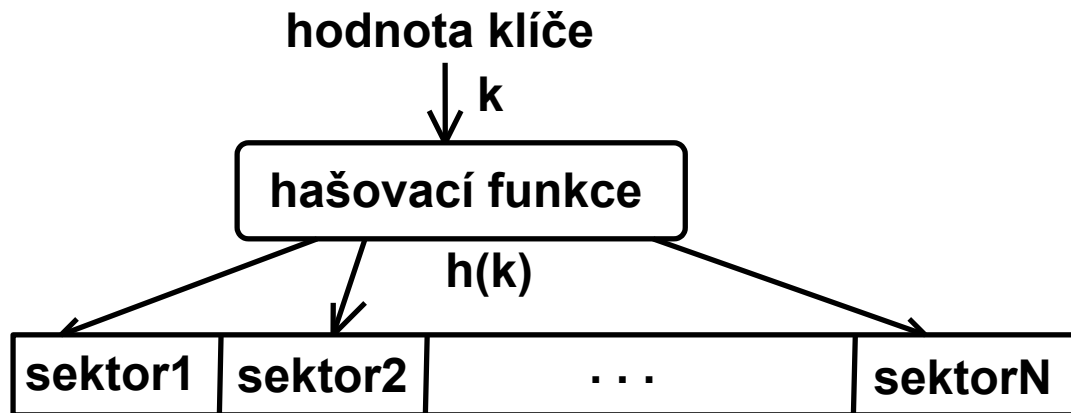 hodnota klíče
k
hašovací funkce
h(k)
sektor1 sektor2 . . . sektorN